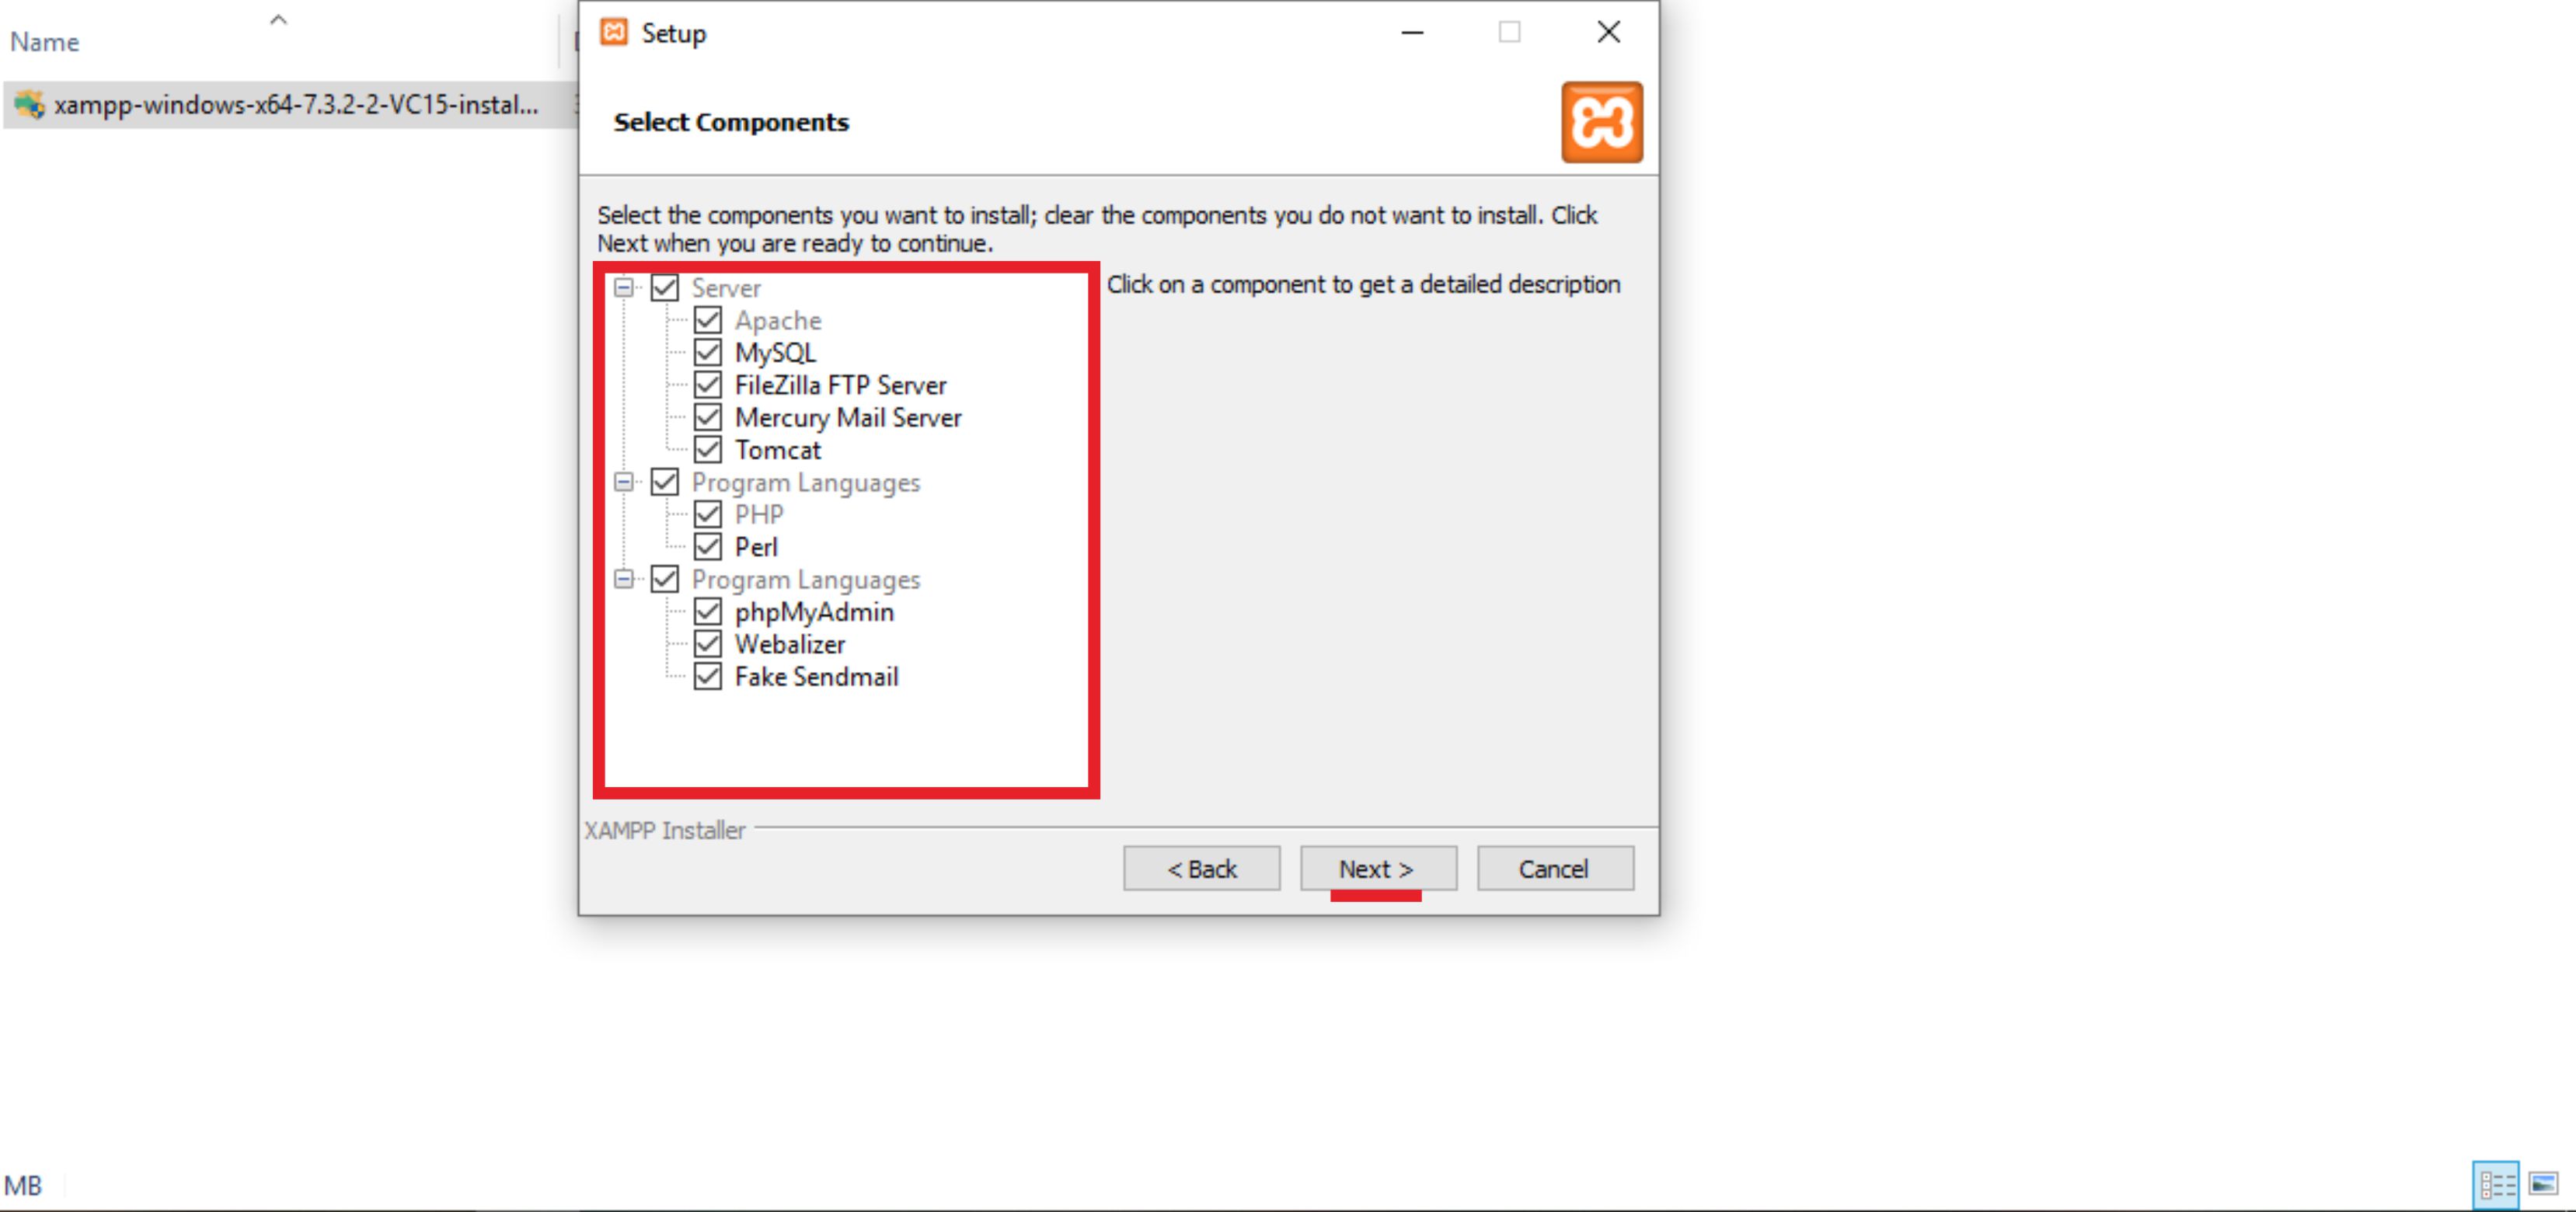 Name
xampp-windows-x64-7.3.2-2-VC15-instal...
Setup
Select Components
Select the components you want to install; clear the components you do not want to install. Click
Next when you are ready to continue.
Server
Apache
MySQL
FileZilla FTP Server
Mercury Mail Server
Tomcat
Program Languages
PHP
Perl
Program Languages
phpMyAdmin
Webalizer
Fake Sendmail
Click on a component to get a detailed description
XAMPP Installer
< Back
Next >
Cancel
MB